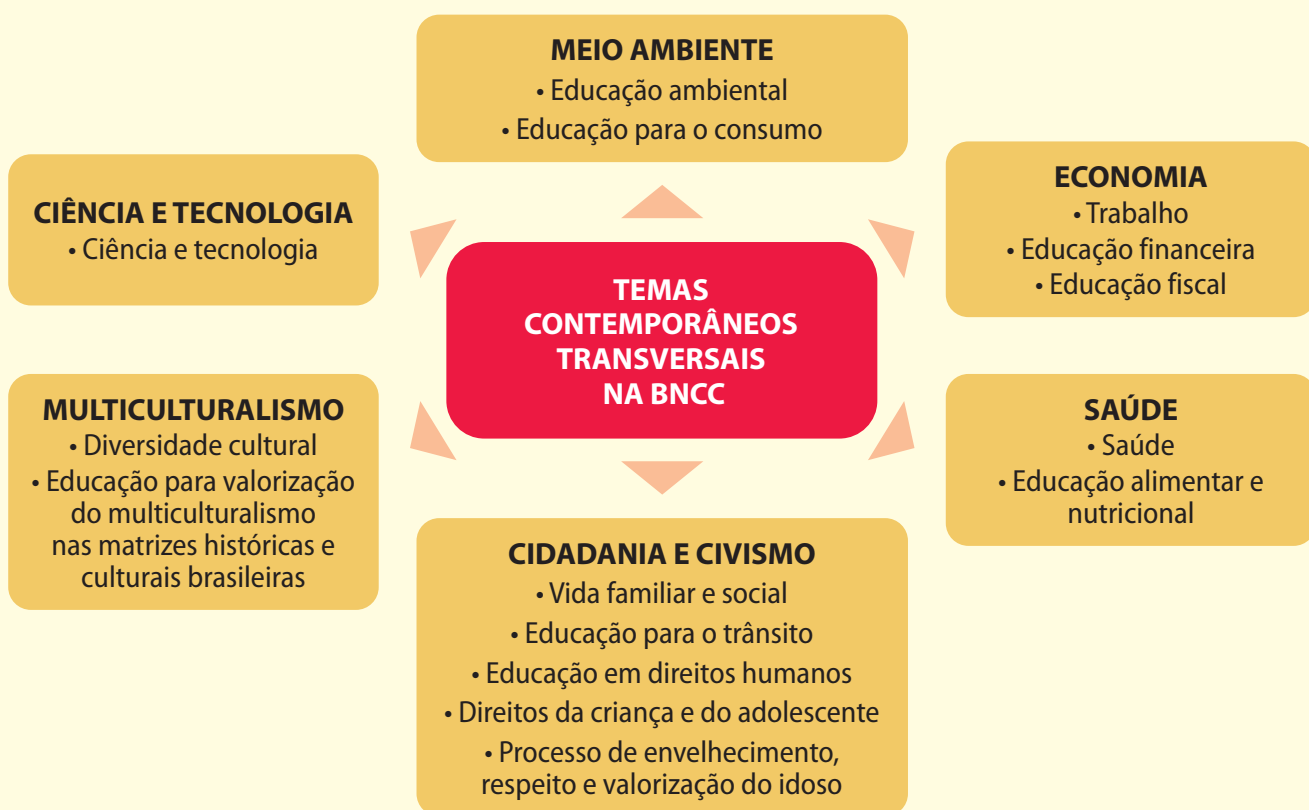 MEIO AMBIENTE
• Educação ambiental
• Educação para o consumo
CIÊNCIA E TECNOLOGIA
• Ciência e tecnologia
ECONOMIA
• Trabalho
• Educação financeira
• Educação fiscal
TEMAS
CONTEMPORÂNEOS
TRANSVERSAIS
NA BNCC
MULTICULTURALISMO
• Diversidade cultural
• Educação para valorização
do multiculturalismo
nas matrizes históricas e
culturais brasileiras
SAÚDE
• Saúde
• Educação alimentar e
nutricional
CIDADANIA E CIVISMO
• Vida familiar e social
• Educação para o trânsito
• Educação em direitos humanos
• Direitos da criança e do adolescente
• Processo de envelhecimento,
respeito e valorização do idoso